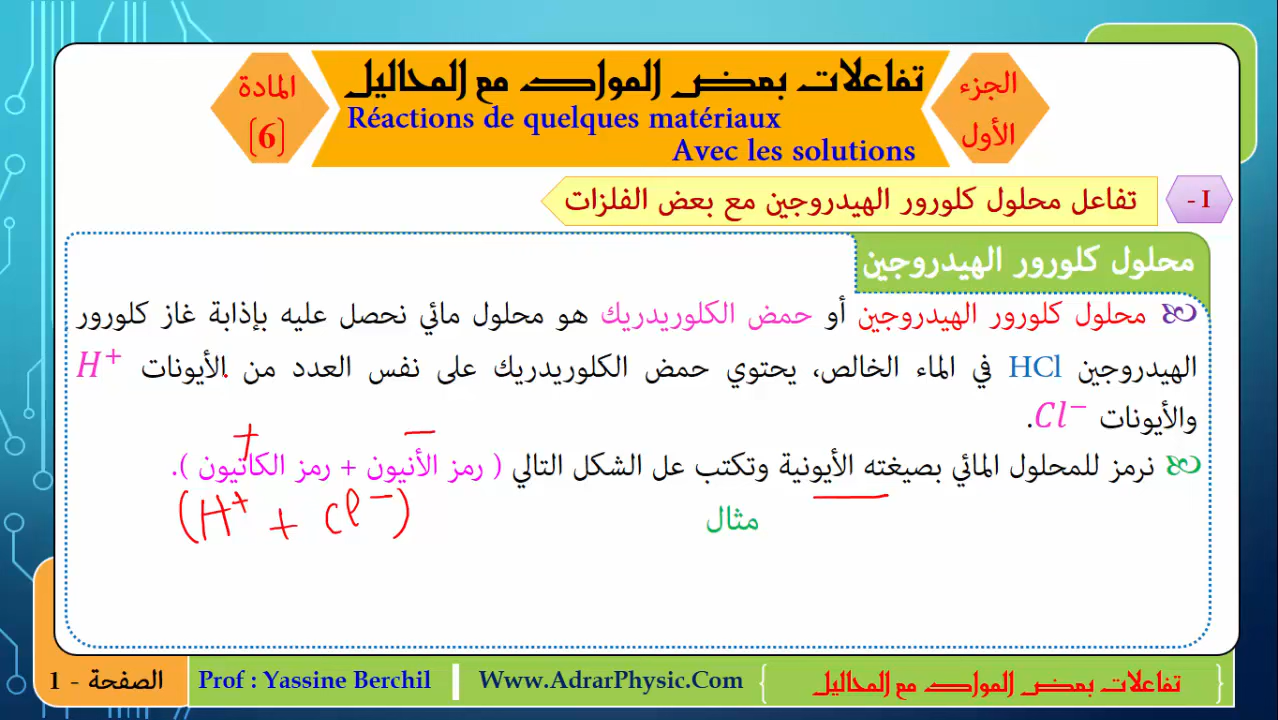 المادة
(6)
تفاعلات بعض المواد مع المحاليل
Réactions de quelques matériaux
Avec les solutions
الجزء
الأول
I -
تفاعل محلول كلورور الهيدروجين مع بعض الفلزات
محلول كلورور الهيدروجين
محلول كلورور الهيدروجين أو حمض الكلوريدريك هو محلول مائي نحصل عليه بإذابة غاز كلورور
الهيدروجين HCl في الماء الخالص، يحتوي حمض الكلوريدريك على نفس العدد من الأيونات H⁺
والأيونات Cl⁻.
+ −
نرمز للمحلول المائي بصيغته الأيونية وتكتب عل الشكل التالي ( رمز الأنيون + رمز الكاتيون ).
(H⁺ + Cl⁻)
مثال
الصفحة - 1
Prof : Yassine Berchil
Www.AdrarPhysic.Com
تفاعلات بعض المواد مع المحاليل